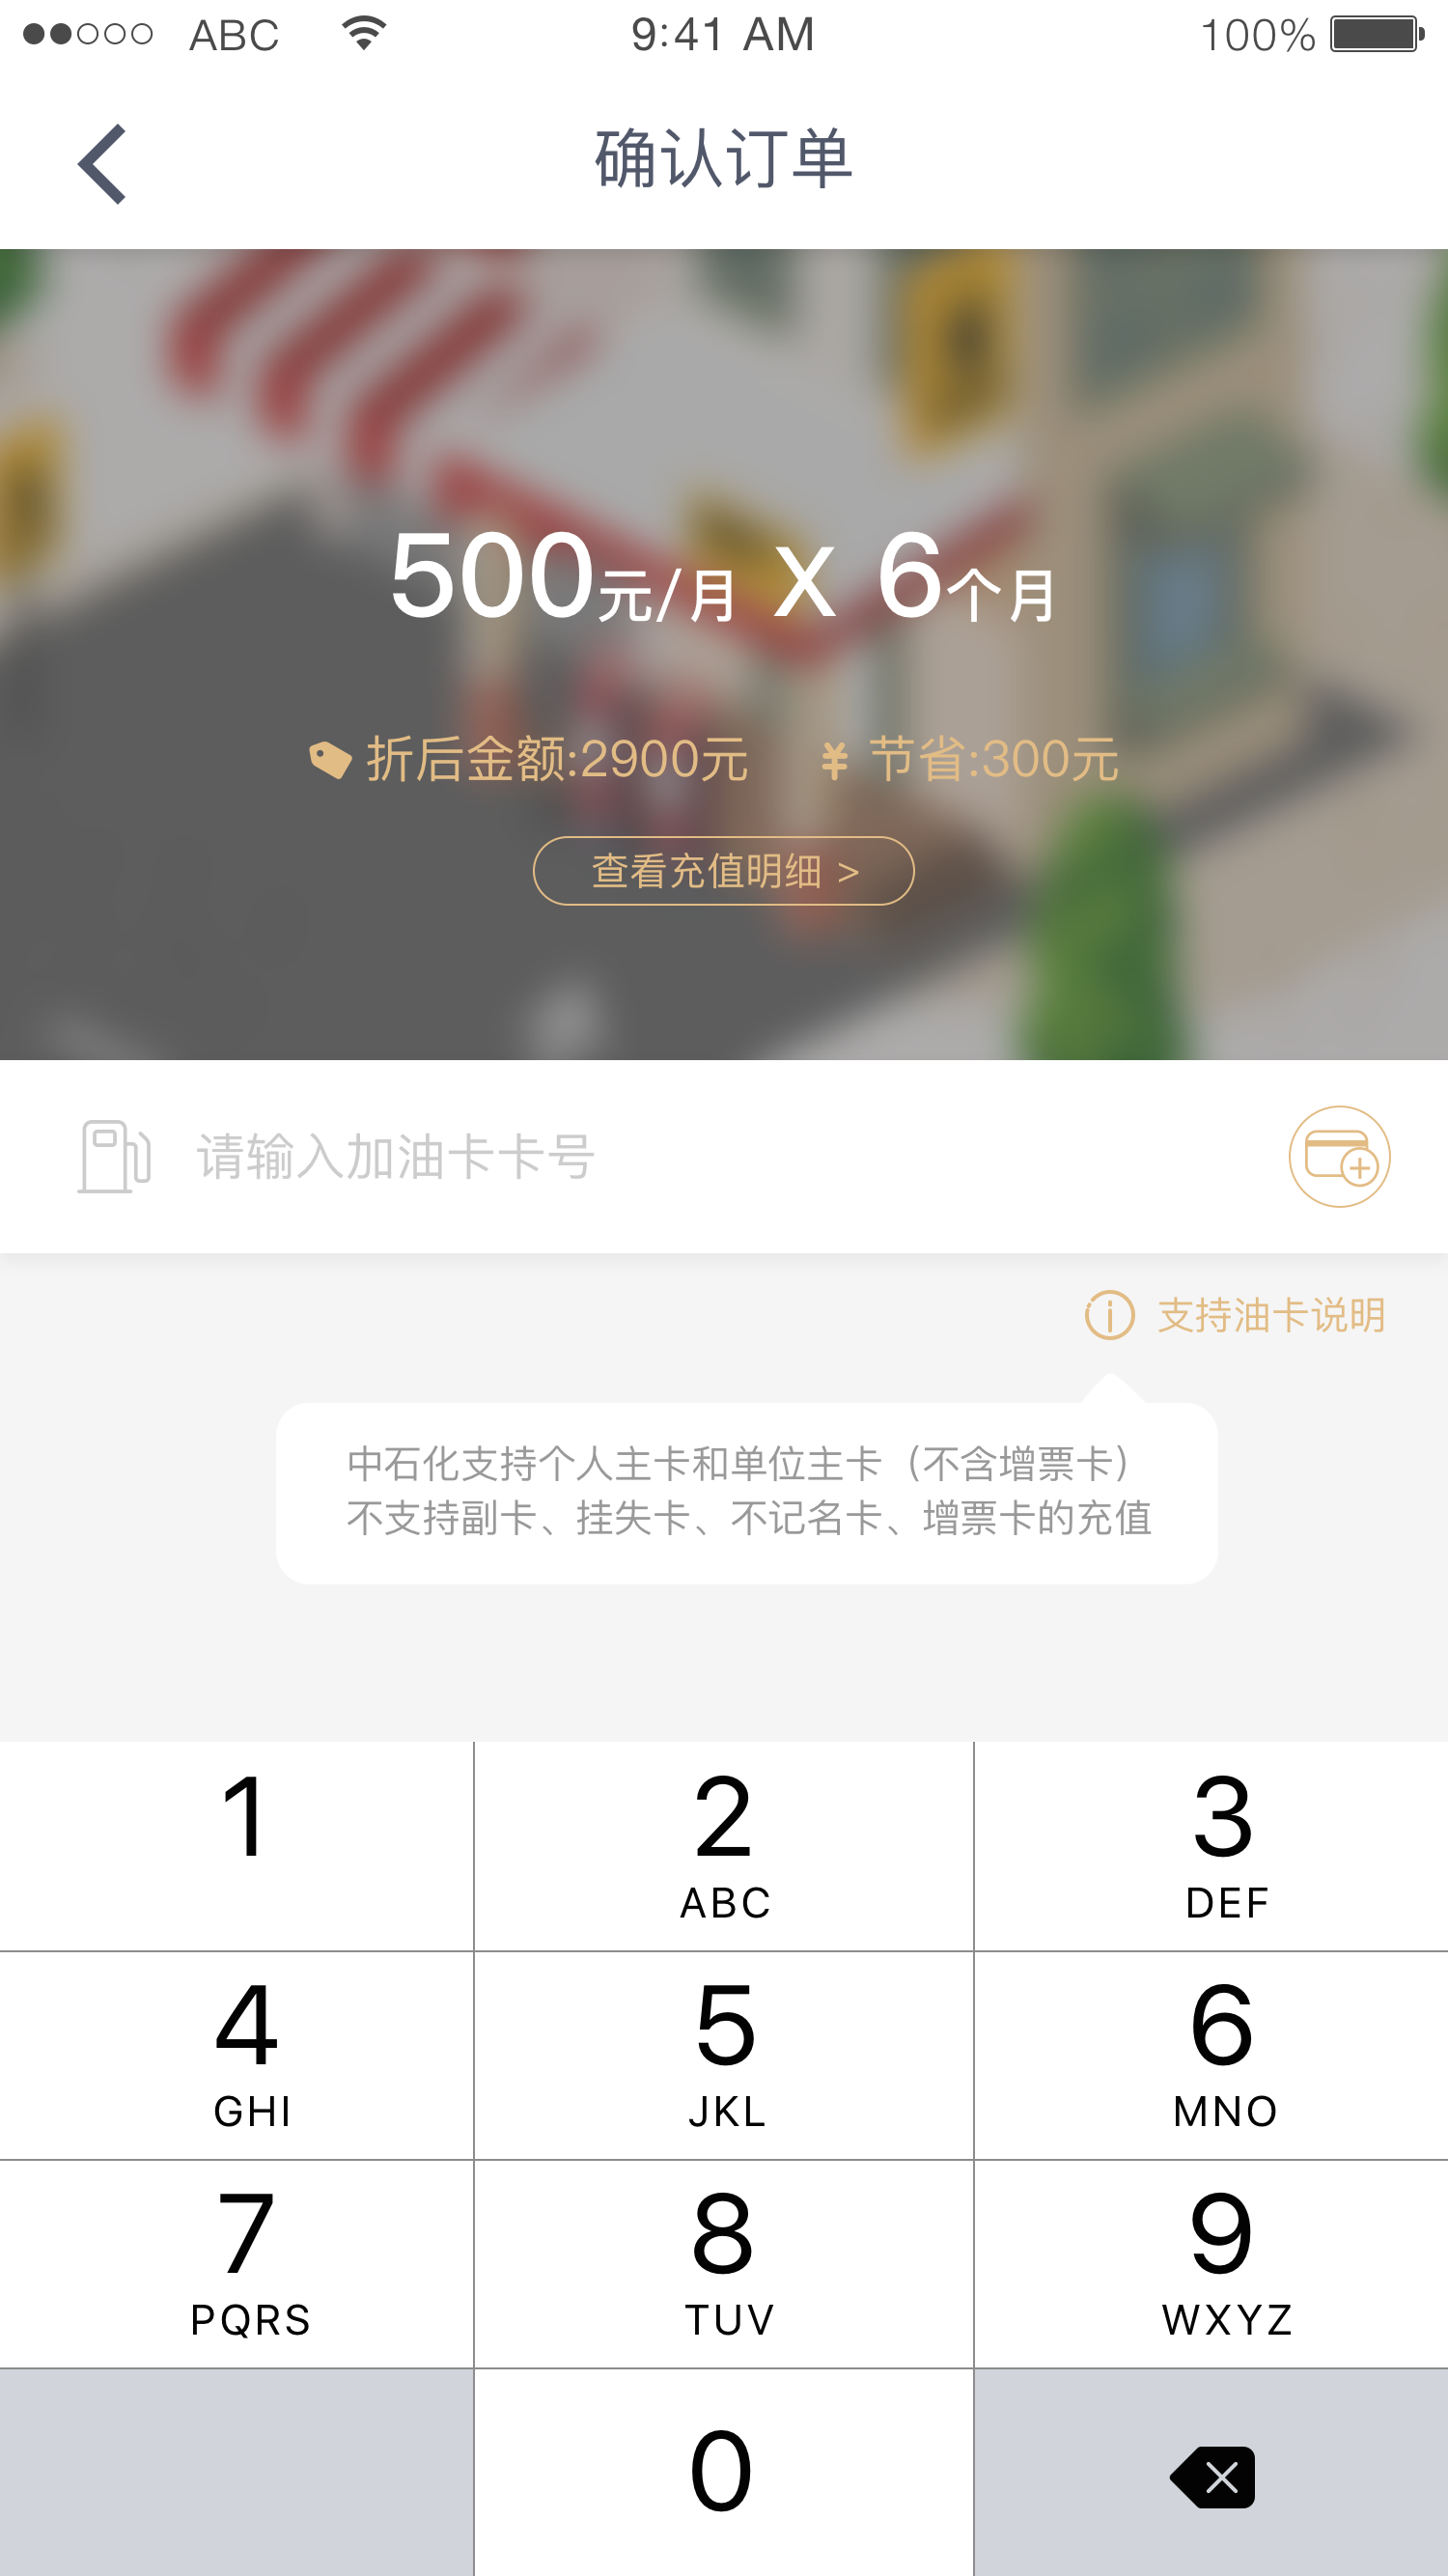 ABC 9:41 AM 100%
确认订单
500元/月 x 6个月
折后金额:2900元 ¥ 节省:300元
查看充值明细 >
请输入加油卡卡号
支持油卡说明
中石化支持个人主卡和单位主卡（不含增票卡）
不支持副卡、挂失卡、不记名卡、增票卡的充值
1 2 3
ABC DEF
4 5 6
GHI JKL MNO
7 8 9
PQRS TUV WXYZ
0